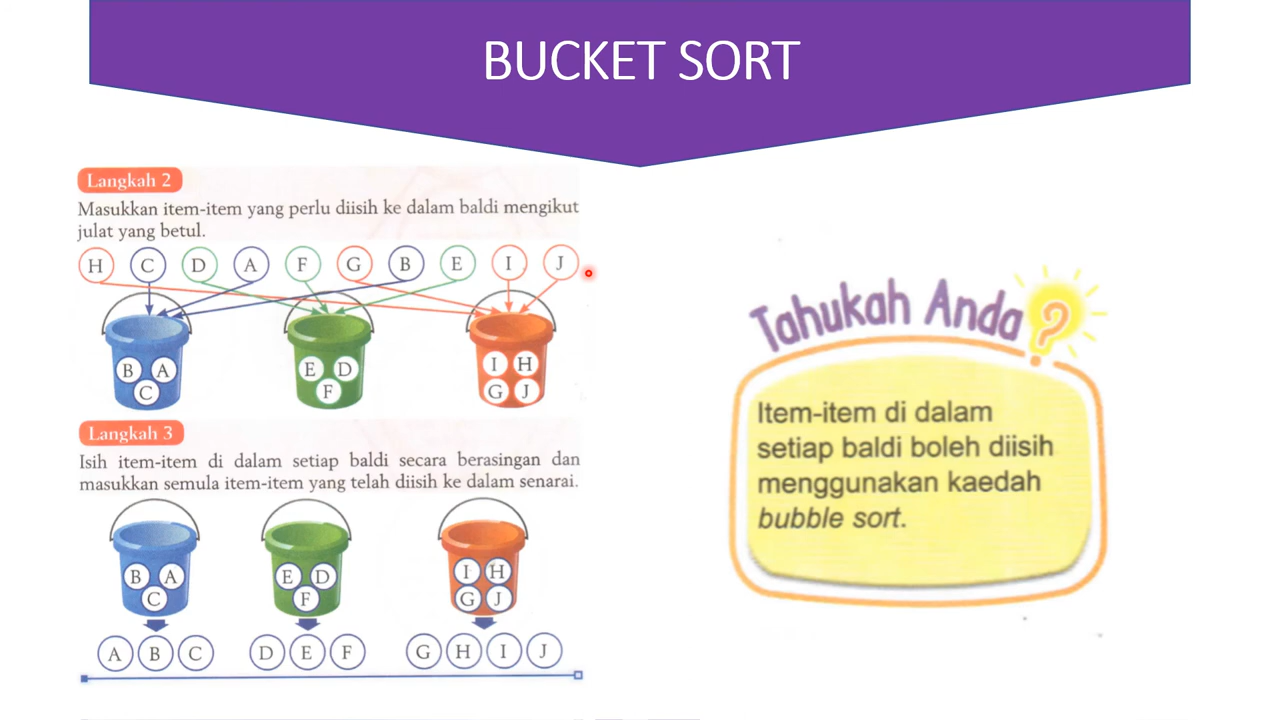 BUCKET SORT
Langkah 2
Masukkan item-item yang perlu diisih ke dalam baldi mengikut
julat yang betul.
H C D A F G B E I J
B A E D I H
C F G J
Langkah 3
Isih item-item di dalam setiap baldi secara berasingan dan
masukkan semula item-item yang telah diisih ke dalam senarai.
B A E D I H
C F G J
A B C D E F G H I J
Tahukah Anda ?
Item-item di dalam
setiap baldi boleh diisih
menggunakan kaedah
bubble sort.